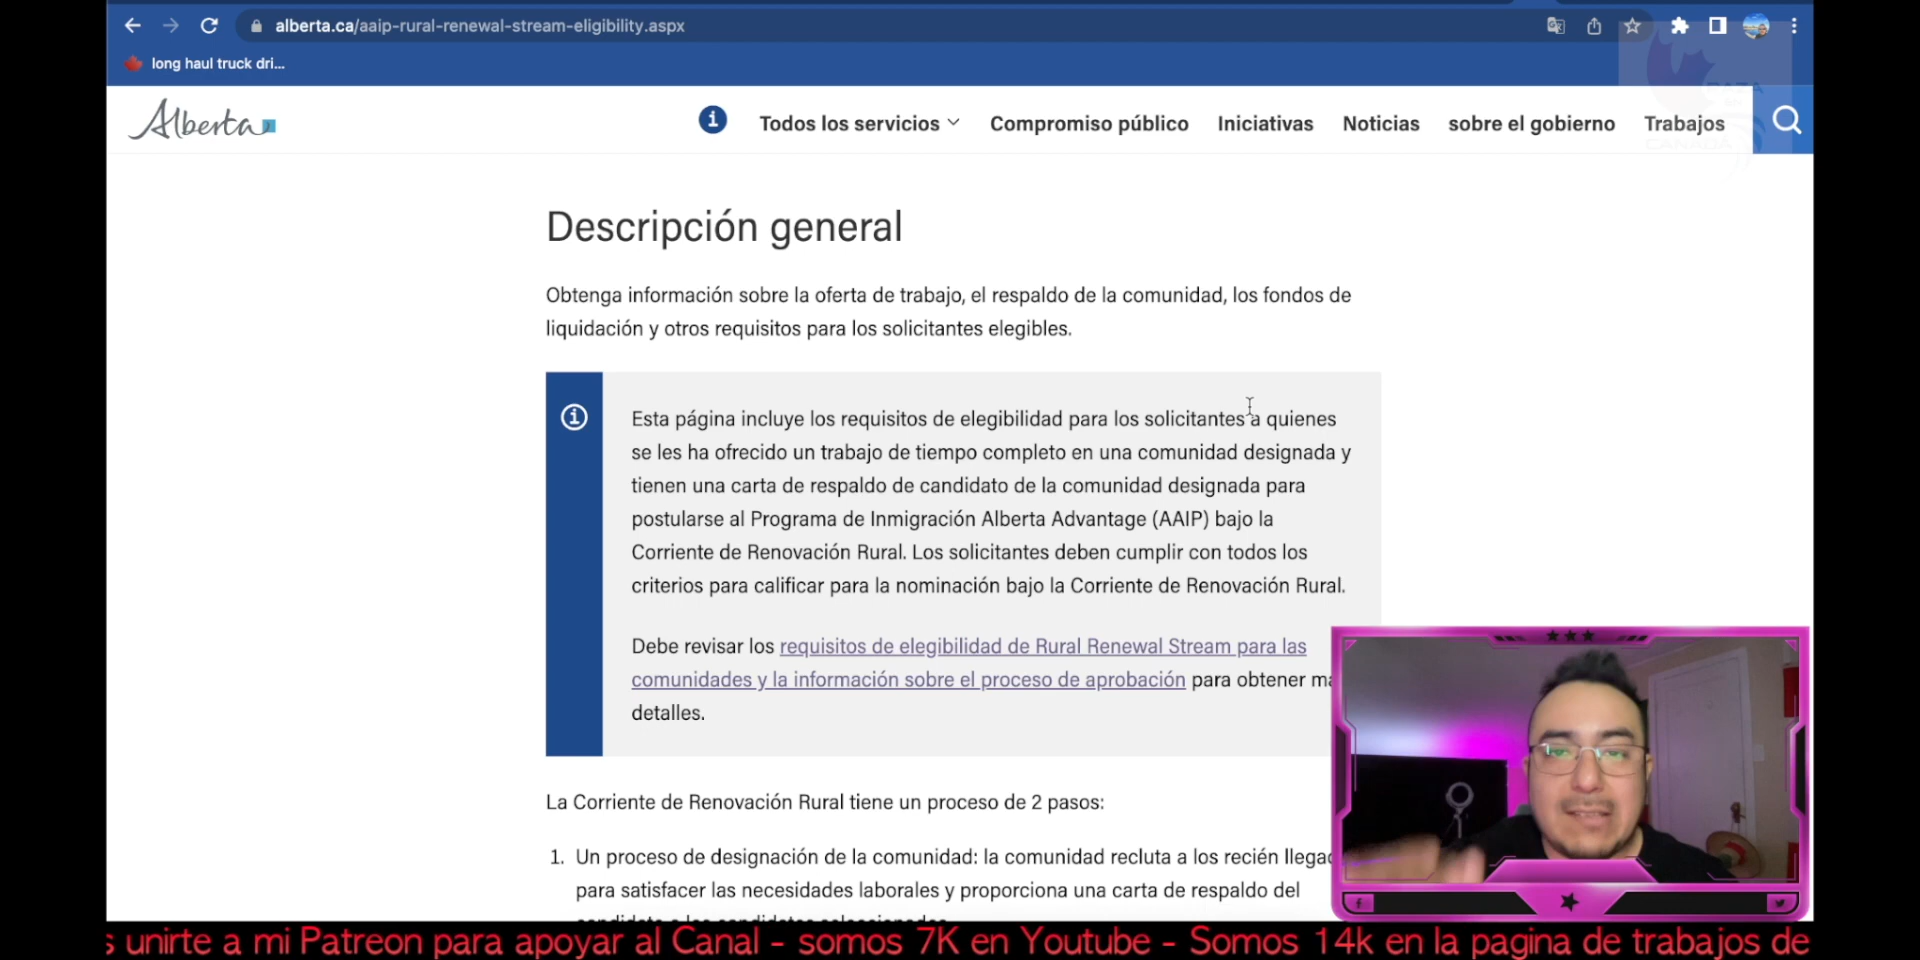 alberta.ca/aaip-rural-renewal-stream-eligibility.aspx
long haul truck dri...
Alberta
Todos los servicios
Compromiso público
Iniciativas
Noticias
sobre el gobierno
Trabajos
Descripción general
Obtenga información sobre la oferta de trabajo, el respaldo de la comunidad, los fondos de
liquidación y otros requisitos para los solicitantes elegibles.
Esta página incluye los requisitos de elegibilidad para los solicitantes a quienes
se les ha ofrecido un trabajo de tiempo completo en una comunidad designada y
tienen una carta de respaldo de candidato de la comunidad designada para
postularse al Programa de Inmigración Alberta Advantage (AAIP) bajo la
Corriente de Renovación Rural. Los solicitantes deben cumplir con todos los
criterios para calificar para la nominación bajo la Corriente de Renovación Rural.
Debe revisar los requisitos de elegibilidad de Rural Renewal Stream para las
comunidades y la información sobre el proceso de aprobación para obtener
detalles.
La Corriente de Renovación Rural tiene un proceso de 2 pasos:
1. Un proceso de designación de la comunidad: la comunidad recluta a los recién
para satisfacer las necesidades laborales y proporciona una carta de respaldo del
unirte a mi Patreon para apoyar al Canal - somos 7K en Youtube - Somos 14k en la pagina de trabajos de